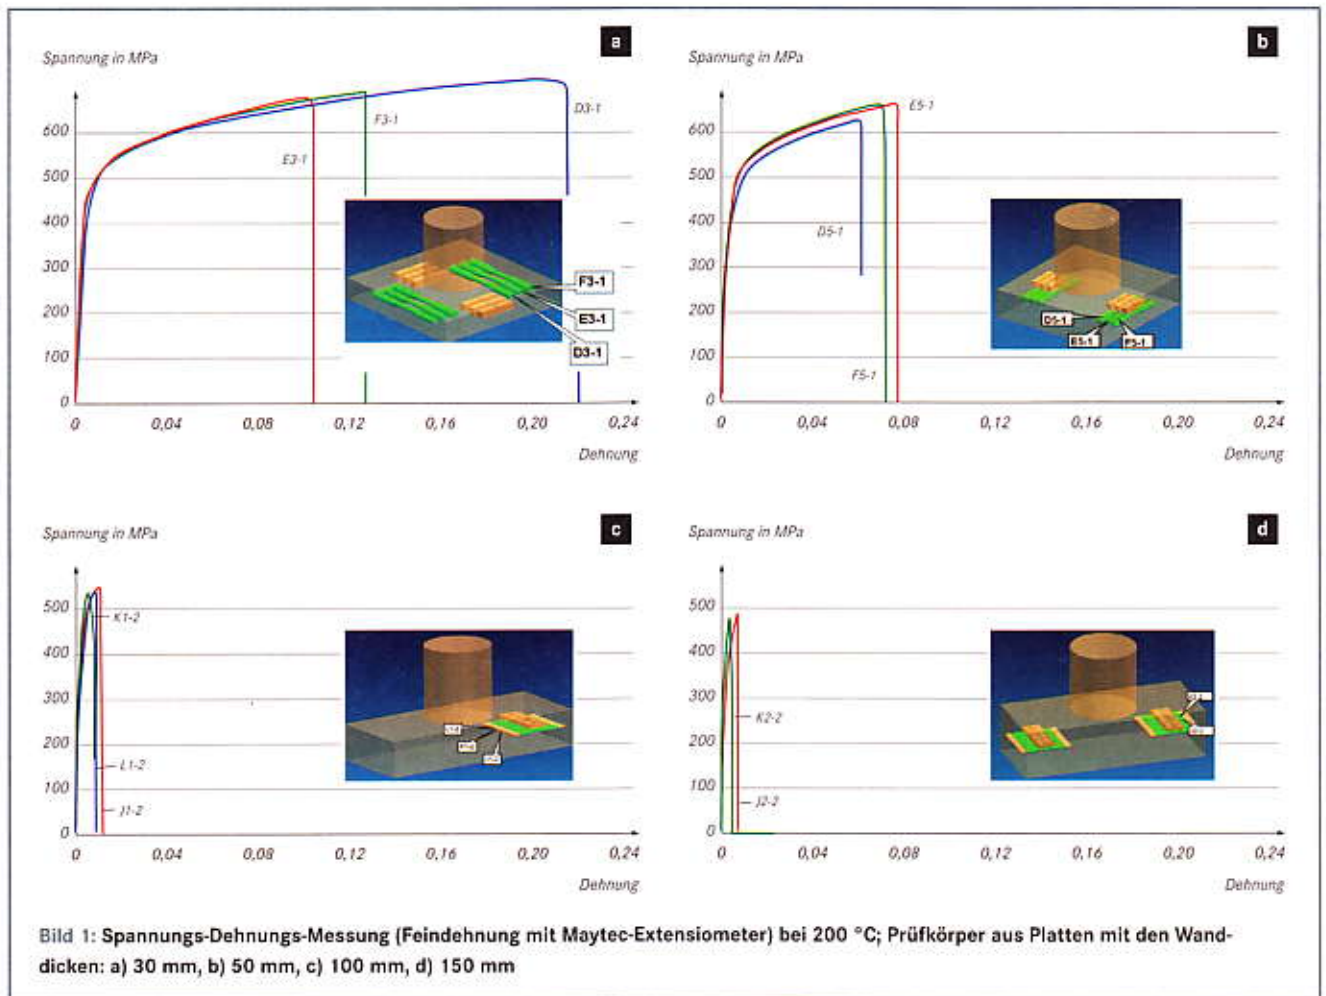 a
Spannung in MPa
600
500
400
300
200
100
0
0 0,04 0,08 0,12 0,16 0,20 0,24
Dehnung
E3-1
F3-1
D3-1
F3-1
E3-1
D3-1
b
Spannung in MPa
600
500
400
300
200
100
0
0 0,04 0,08 0,12 0,16 0,20 0,24
Dehnung
E5-1
D5-1
F5-1
D5-1
E5-1 F5-1
c
Spannung in MPa
500
400
300
200
100
0
0 0,04 0,08 0,12 0,16 0,20 0,24
Dehnung
K1-2
L1-2
J1-2
d
Spannung in MPa
500
400
300
200
100
0
0 0,04 0,08 0,12 0,16 0,20 0,24
Dehnung
K2-2
J2-2
Bild 1: Spannungs-Dehnungs-Messung (Feindehnung mit Maytec-Extensiometer) bei 200 °C; Prüfkörper aus Platten mit den Wand-
dicken: a) 30 mm, b) 50 mm, c) 100 mm, d) 150 mm